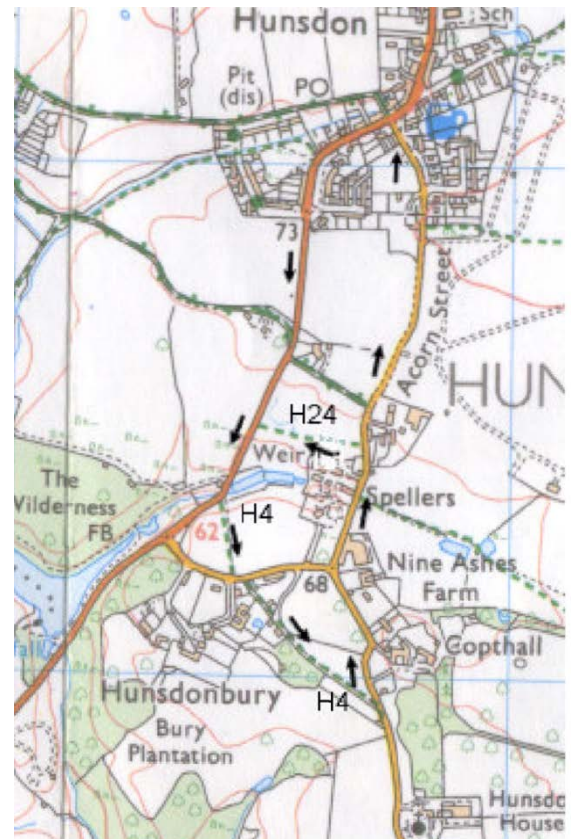 Hunsdon
Sch
Pit
(dis)
PO
73
Acorn Street
HUN
H24
Weir
The
Wilderness
FB
62
H4
Spellers
68
Nine Ashes
Farm
Copthall
Hunsdonbury
H4
Bury
Plantation
Hunsdo
House